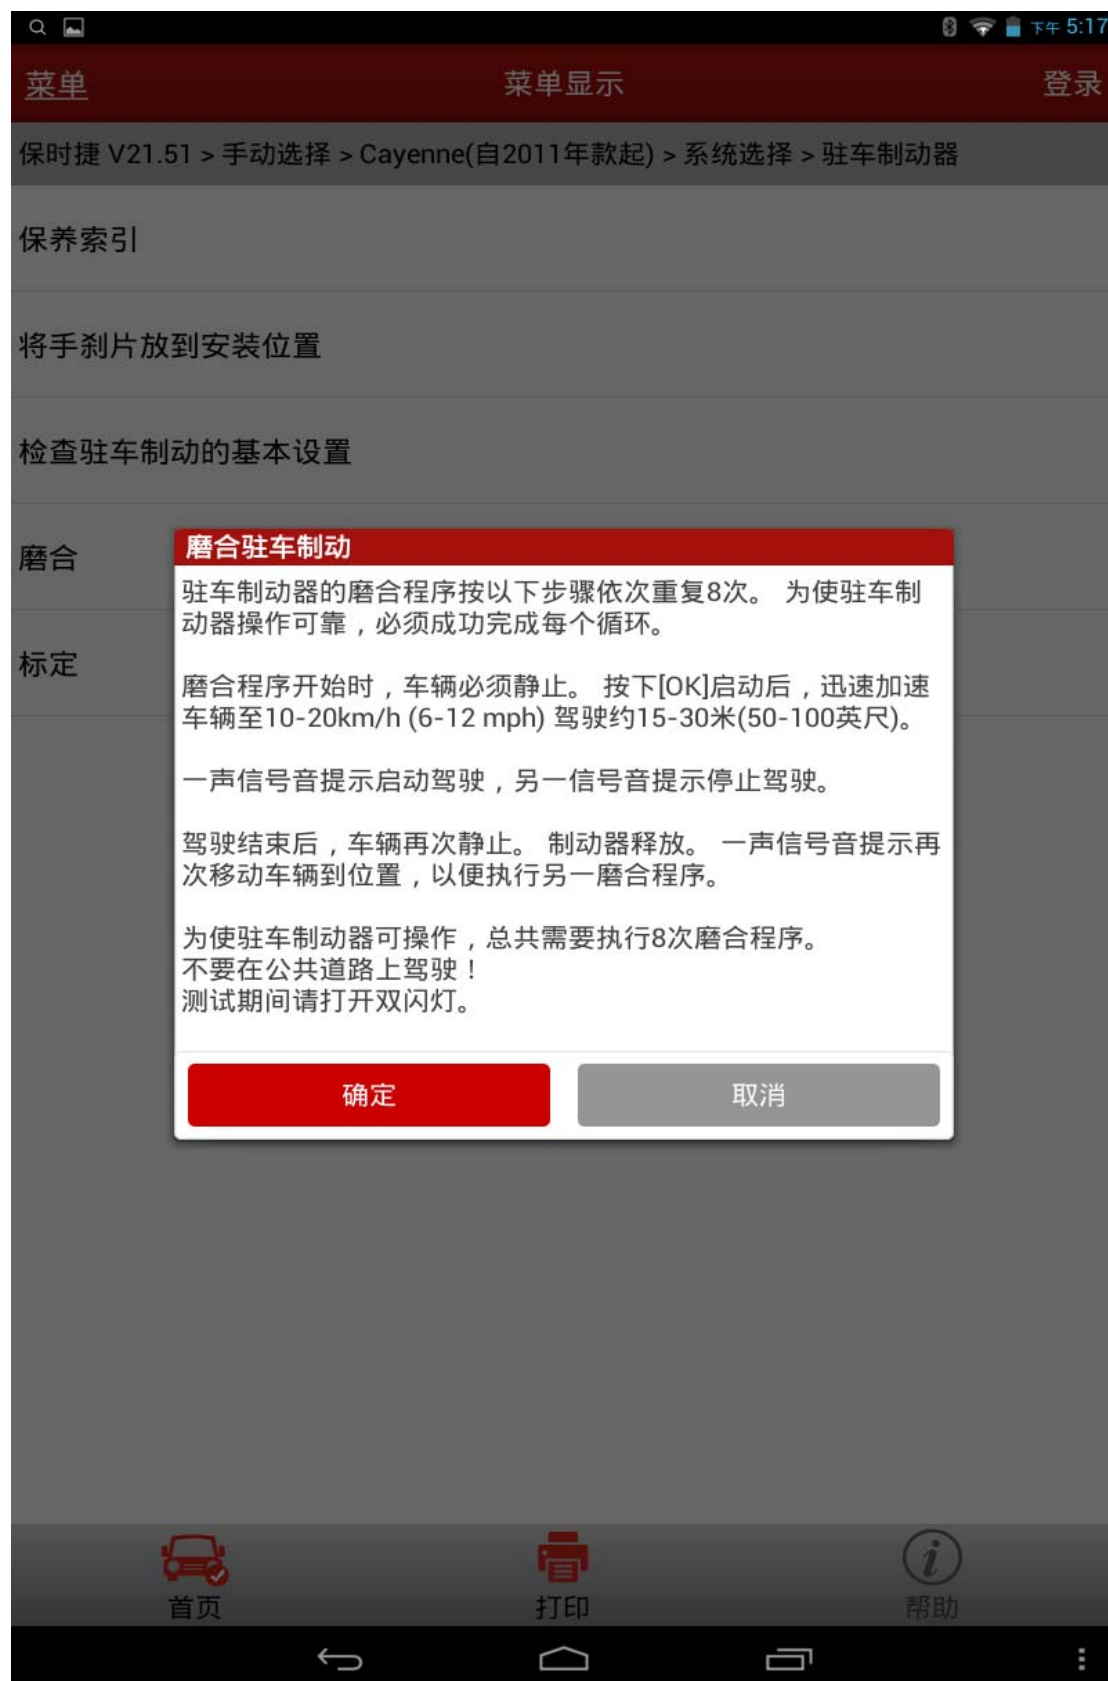 下午 5:17
菜单 菜单显示 登录
保时捷 V21.51 > 手动选择 > Cayenne(自2011年款起) > 系统选择 > 驻车制动器
保养索引
将手刹片放到安装位置
检查驻车制动的基本设置
磨合
标定
磨合驻车制动
驻车制动器的磨合程序按以下步骤依次重复8次。 为使驻车制
动器操作可靠，必须成功完成每个循环。
磨合程序开始时，车辆必须静止。 按下[OK]启动后，迅速加速
车辆至10-20km/h (6-12 mph) 驾驶约15-30米(50-100英尺)。
一声信号音提示启动驾驶，另一信号音提示停止驾驶。
驾驶结束后，车辆再次静止。 制动器释放。 一声信号音提示再
次移动车辆到位置，以便执行另一磨合程序。
为使驻车制动器可操作，总共需要执行8次磨合程序。
不要在公共道路上驾驶！
测试期间请打开双闪灯。
确定 取消
首页 打印 帮助